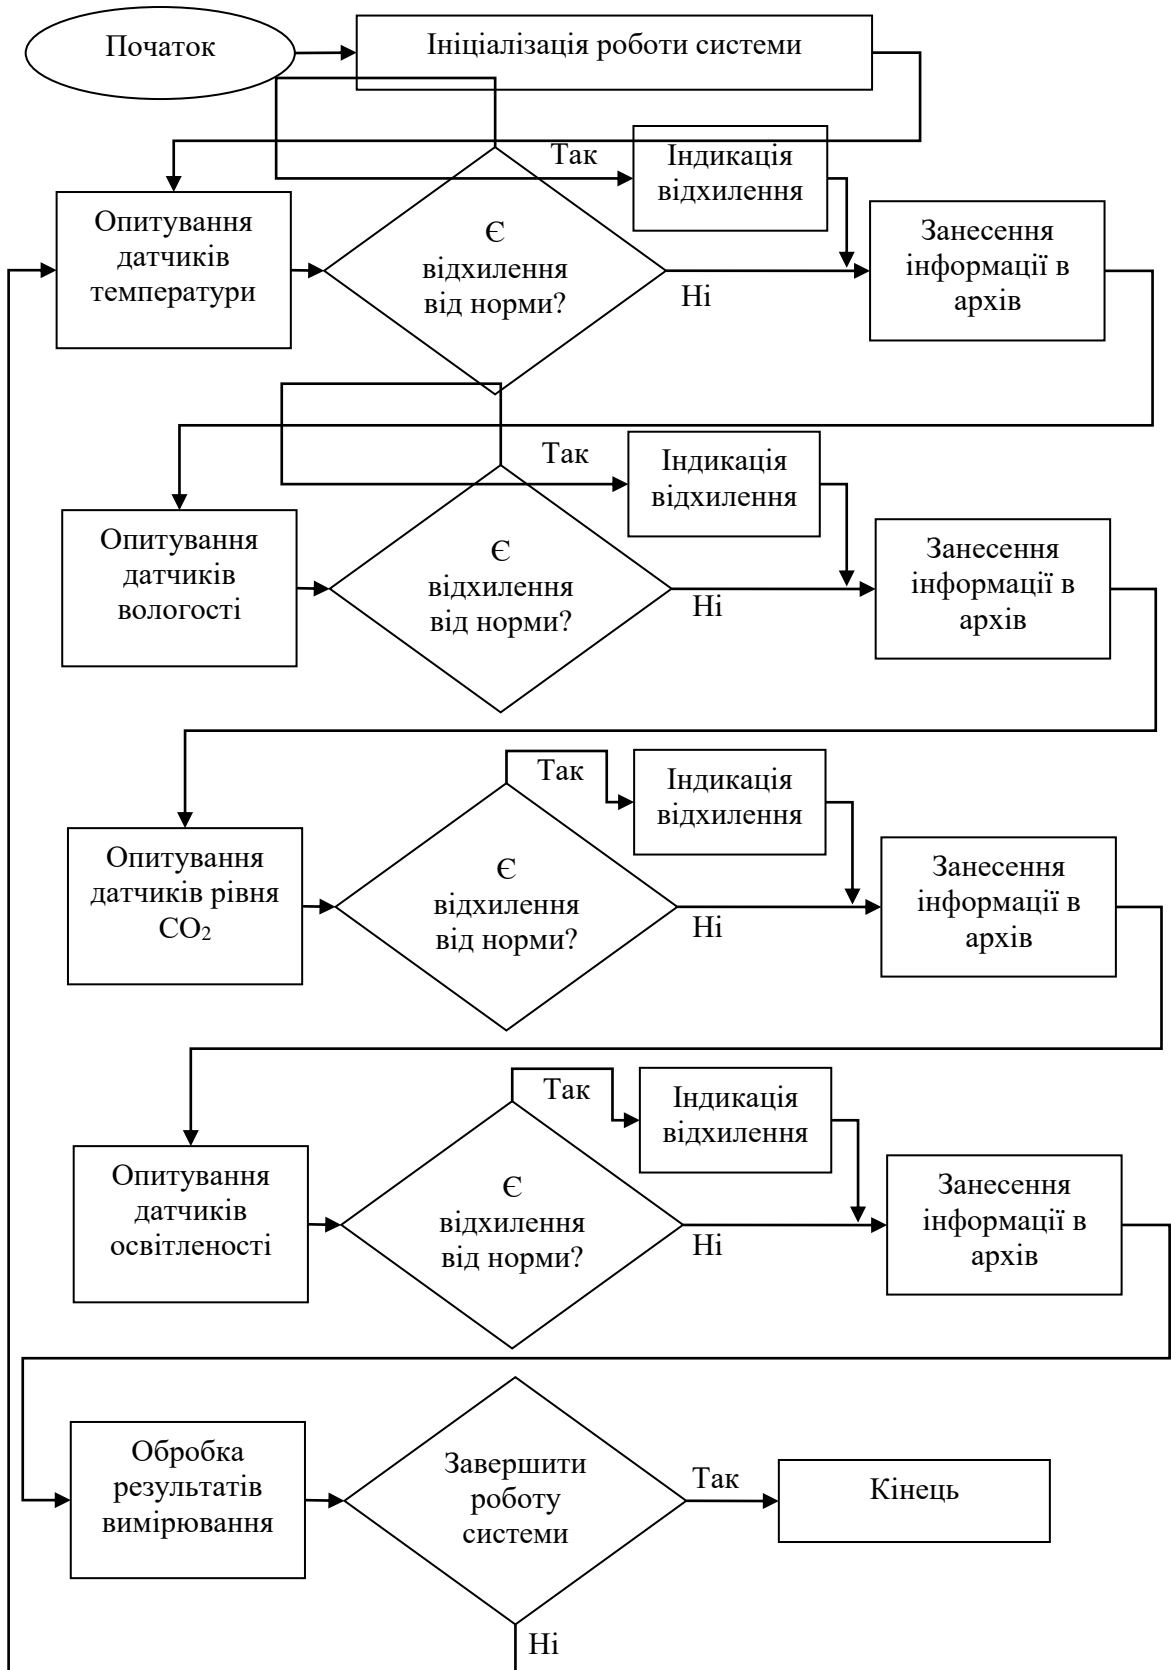 Початок
Ініціалізація роботи системи
Так
Індикація
відхилення
Опитування
датчиків
температури
Є
відхилення
від норми?
Ні
Занесення
інформації в
архів
Так
Індикація
відхилення
Опитування
датчиків
вологості
Є
відхилення
від норми?
Ні
Занесення
інформації в
архів
Так
Індикація
відхилення
Опитування
датчиків рівня
CO₂
Є
відхилення
від норми?
Ні
Занесення
інформації в
архів
Так
Індикація
відхилення
Опитування
датчиків
освітленості
Є
відхилення
від норми?
Ні
Занесення
інформації в
архів
Обробка
результатів
вимірювання
Завершити
роботу
системи
Так
Кінець
Ні